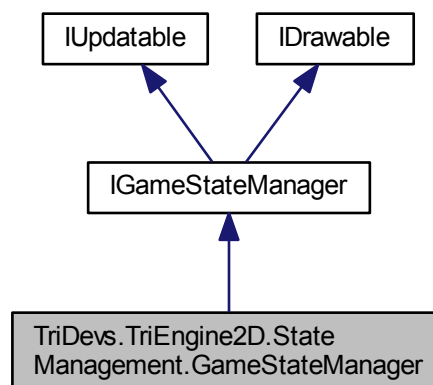 IUpdatable
IDrawable
IGameStateManager
TriDevs.TriEngine2D.State
Management.GameStateManager